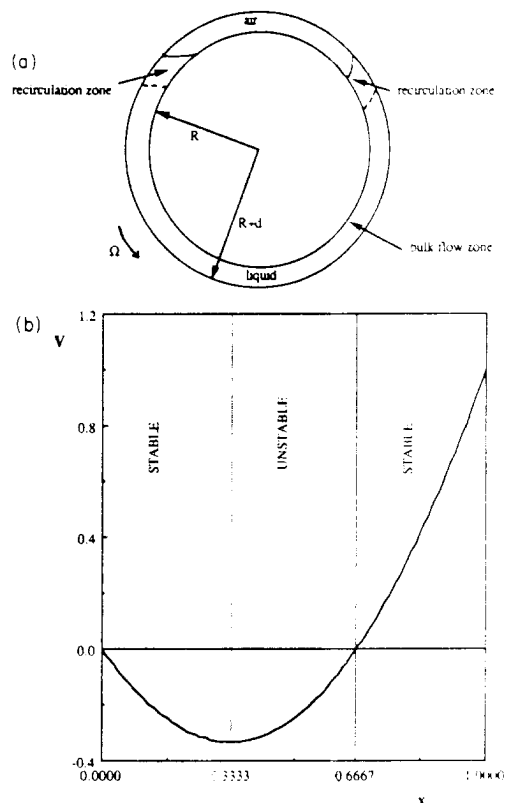 (a)
air
recirculation zone
recirculation zone
R
R+d
Ω
bulk flow zone
liquid
(b)
V
1.2
0.8
0.4
0.0
-0.4
STABLE
UNSTABLE
STABLE
0.0000
0.3333
0.6667
1.0000
x